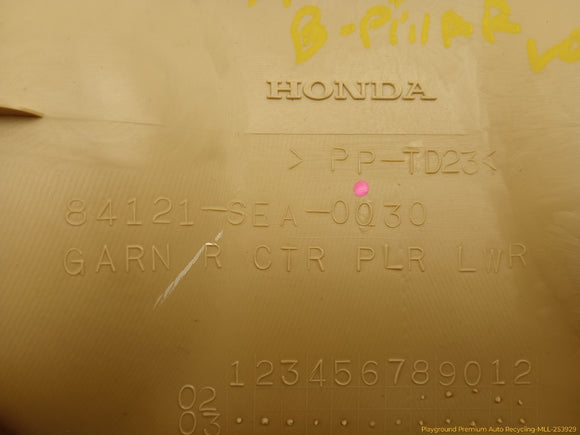 B-PillAR
HONDA
> PP-TD23<
84121-SEA-0030
GARN R CTR PLR LWR
123456789012
02
03
Playground Premium Auto Recycling-MLL-253929